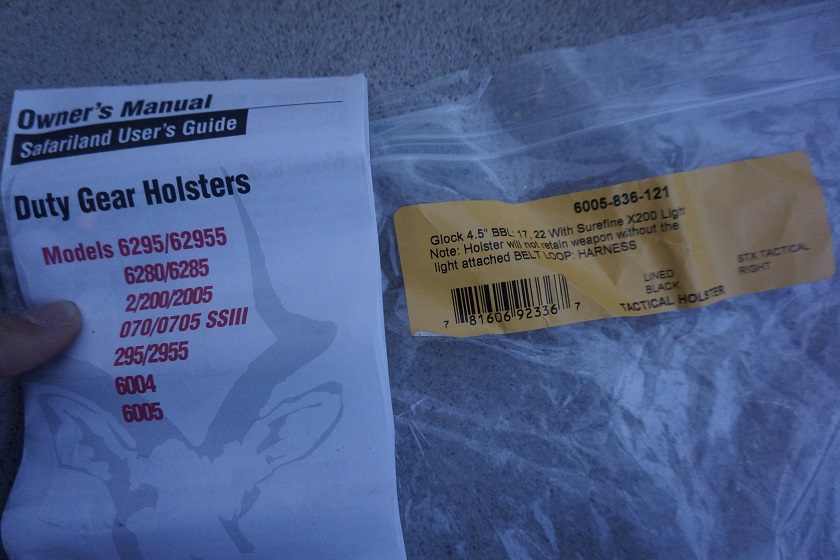 Owner's Manual
Safariland User's Guide
Duty Gear Holsters
Models 6295/62955
6280/6285
2/200/2005
070/0705 SSIII
295/2955
6004
6005
6005-836-121
Glock 4.5" BBL: 17, 22 With Surefine X200 Light
Note: Holster will not retain weapon without the
light attached BELT LOOP: HARNESS
STX TACTICAL
RIGHT
LINED
BLACK
TACTICAL HOLSTER
7 81606 92336 7